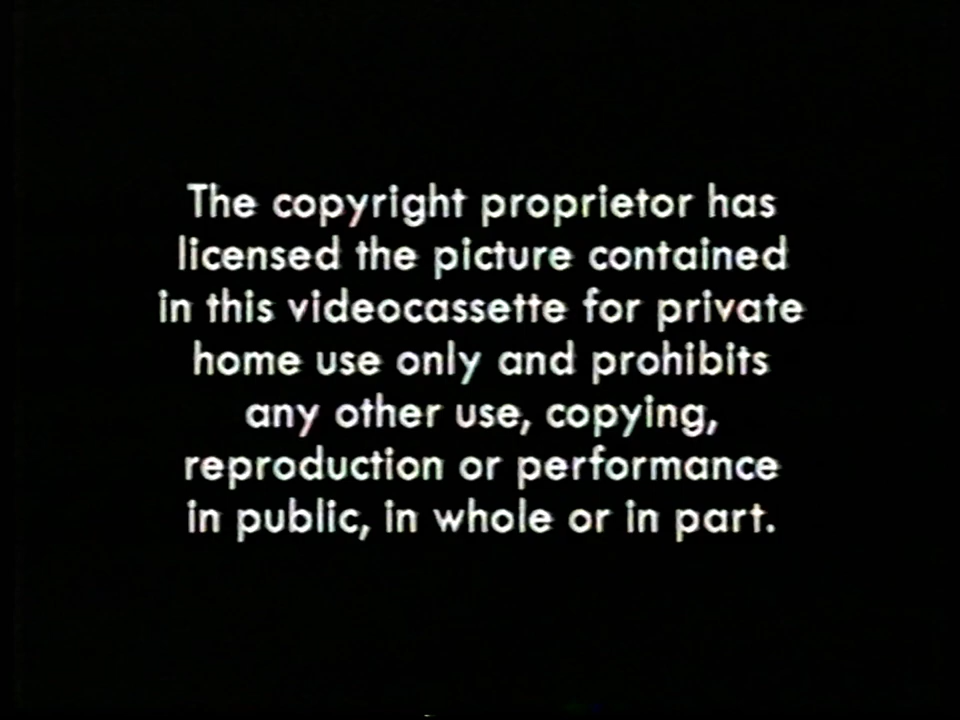 The copyright proprietor has
licensed the picture contained
in this videocassette for private
home use only and prohibits
any other use, copying,
reproduction or performance
in public, in whole or in part.